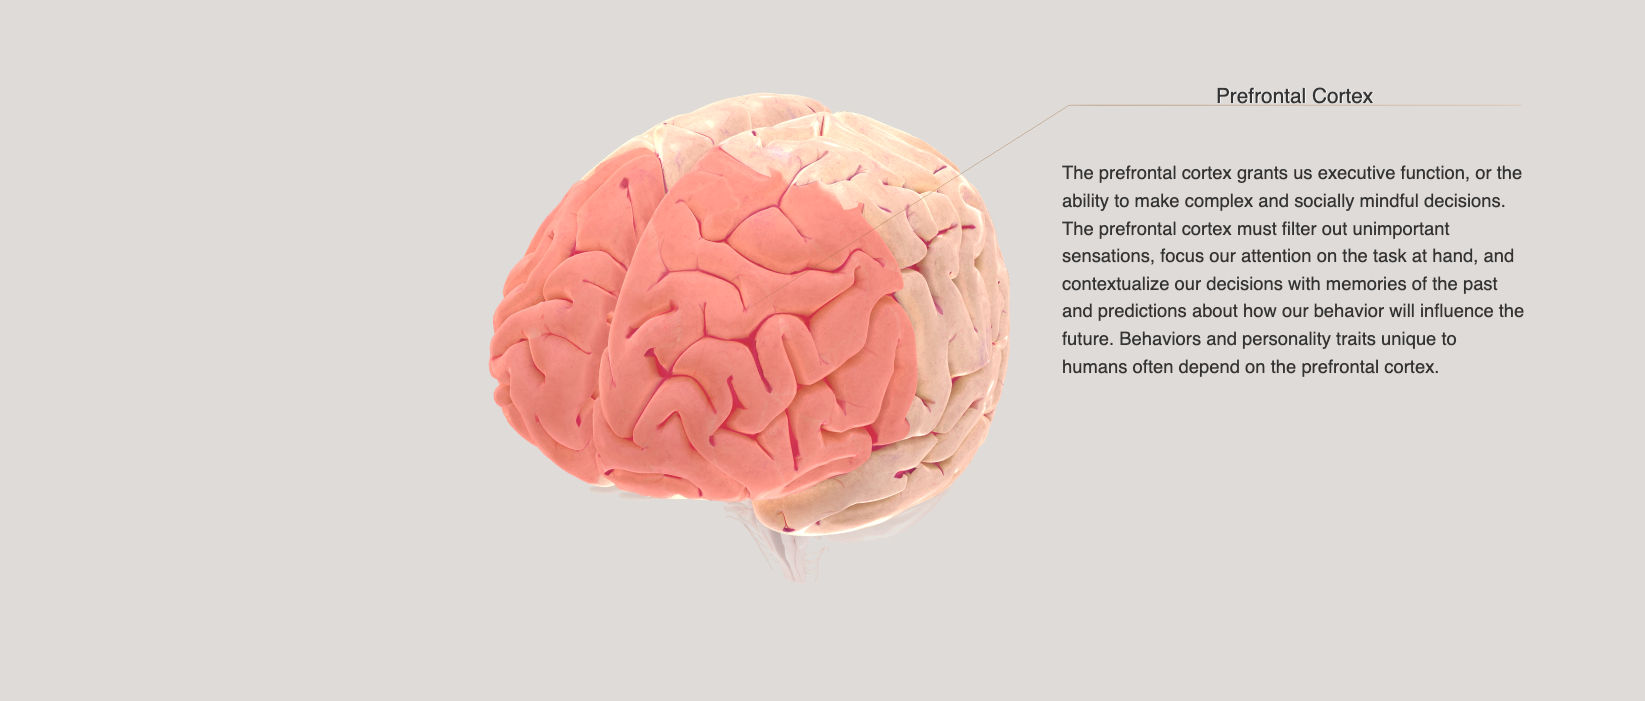 Prefrontal Cortex
The prefrontal cortex grants us executive function, or the
ability to make complex and socially mindful decisions.
The prefrontal cortex must filter out unimportant
sensations, focus our attention on the task at hand, and
contextualize our decisions with memories of the past
and predictions about how our behavior will influence the
future. Behaviors and personality traits unique to
humans often depend on the prefrontal cortex.